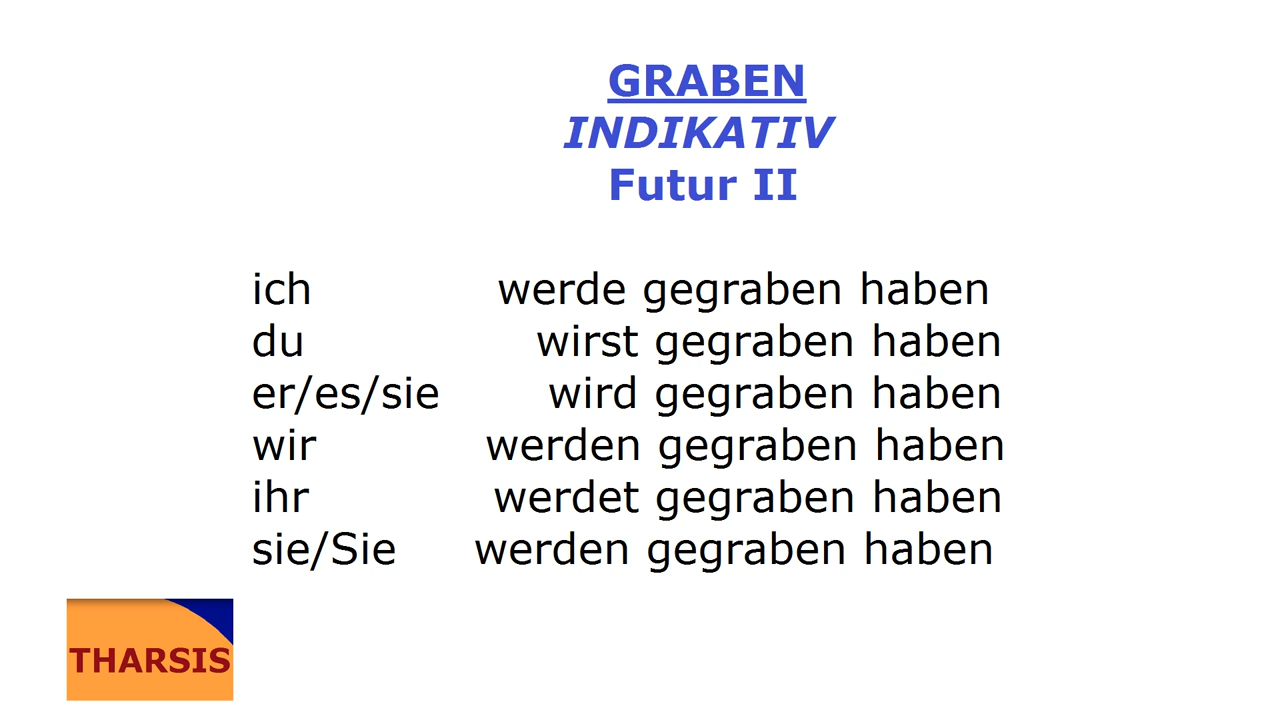 GRABEN
INDIKATIV
Futur II
ich werde gegraben haben
du wirst gegraben haben
er/es/sie wird gegraben haben
wir werden gegraben haben
ihr werdet gegraben haben
sie/Sie werden gegraben haben
THARSIS